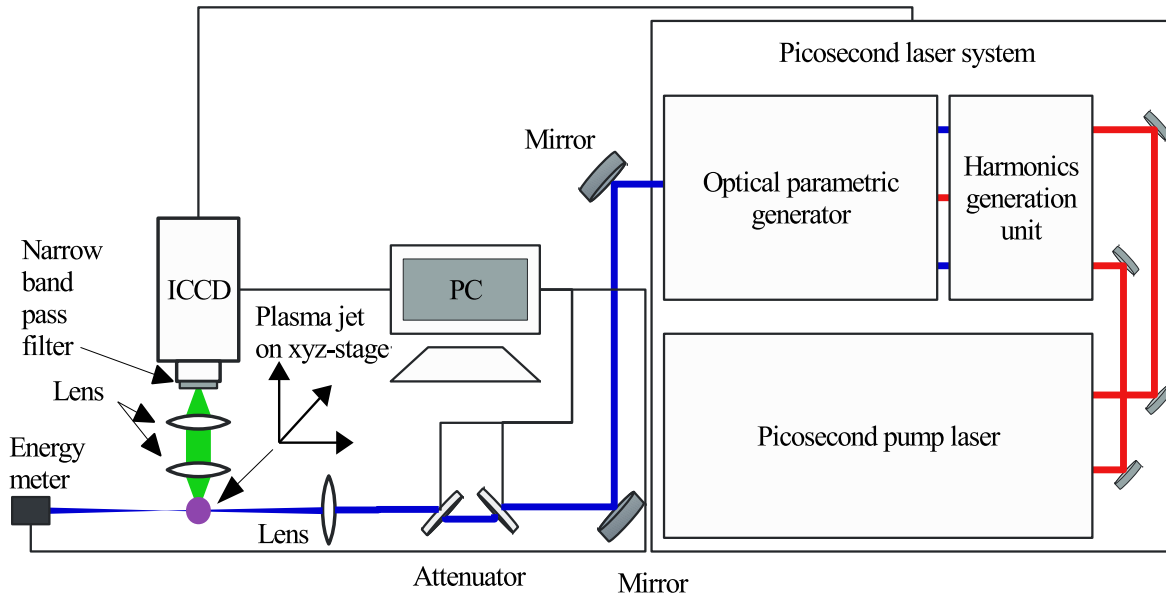 Picosecond laser system
Mirror
Optical parametric
generator
Harmonics
generation
unit
Narrow
band
pass
filter
ICCD
PC
Plasma jet
on xyz-stage
Lens
Picosecond pump laser
Energy
meter
Lens
Attenuator
Mirror